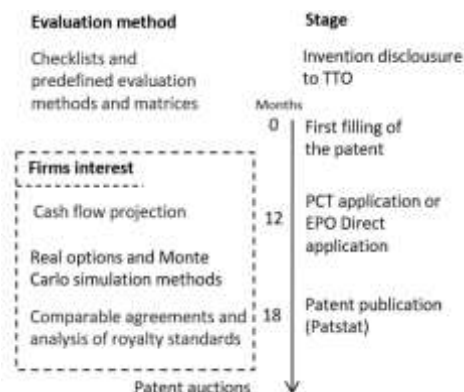 Evaluation method
Checklists and
predefined evaluation
methods and matrices
Stage
Invention disclousure
to TTO
Months
0
First filling of
the patent
Firms interest
Cash flow projection
12
PCT application or
EPO Direct
application
Real options and Monte
Carlo simulation methods
Comparable agreements and
analysis of royalty standards
18
Patent publication
(Patstat)
Patent auctions